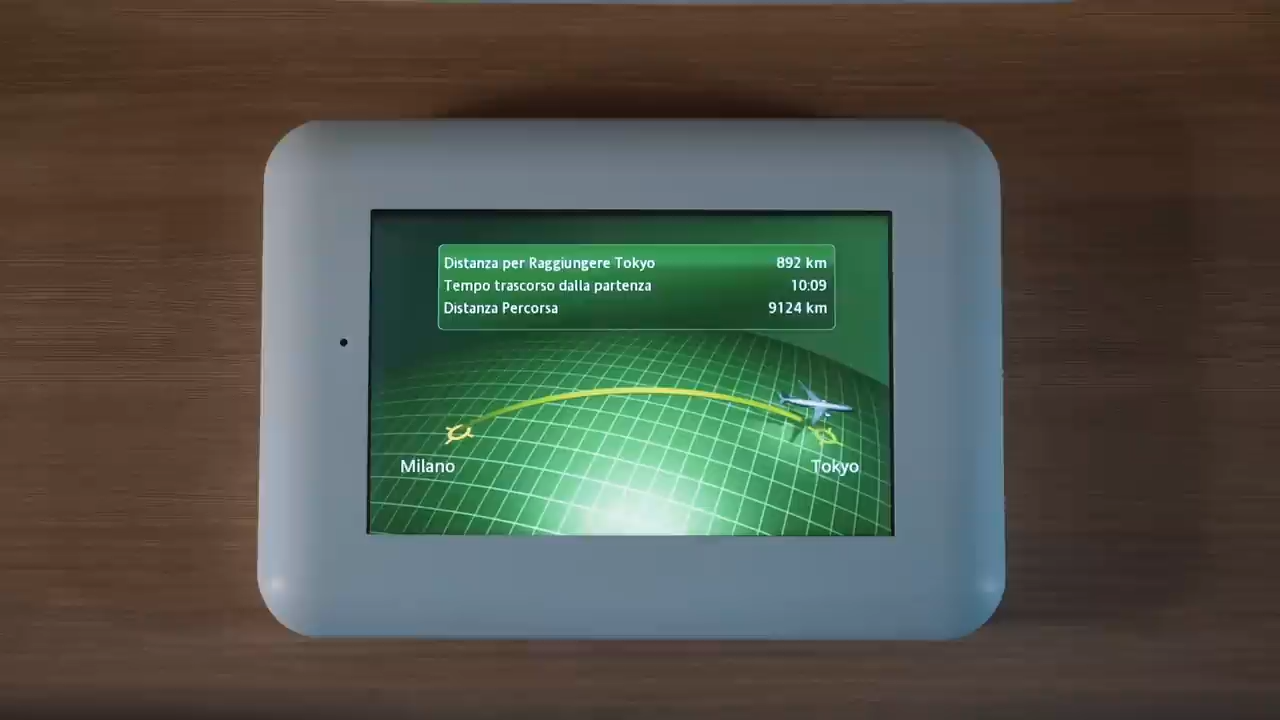 Distanza per Raggiungere Tokyo 892 km
Tempo trascorso dalla partenza 10:09
Distanza Percorsa 9124 km
Milano
Tokyo